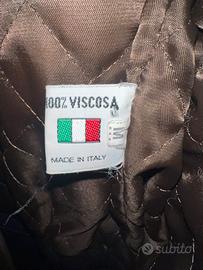 100% VISCOSA
M
MADE IN ITALY
subito